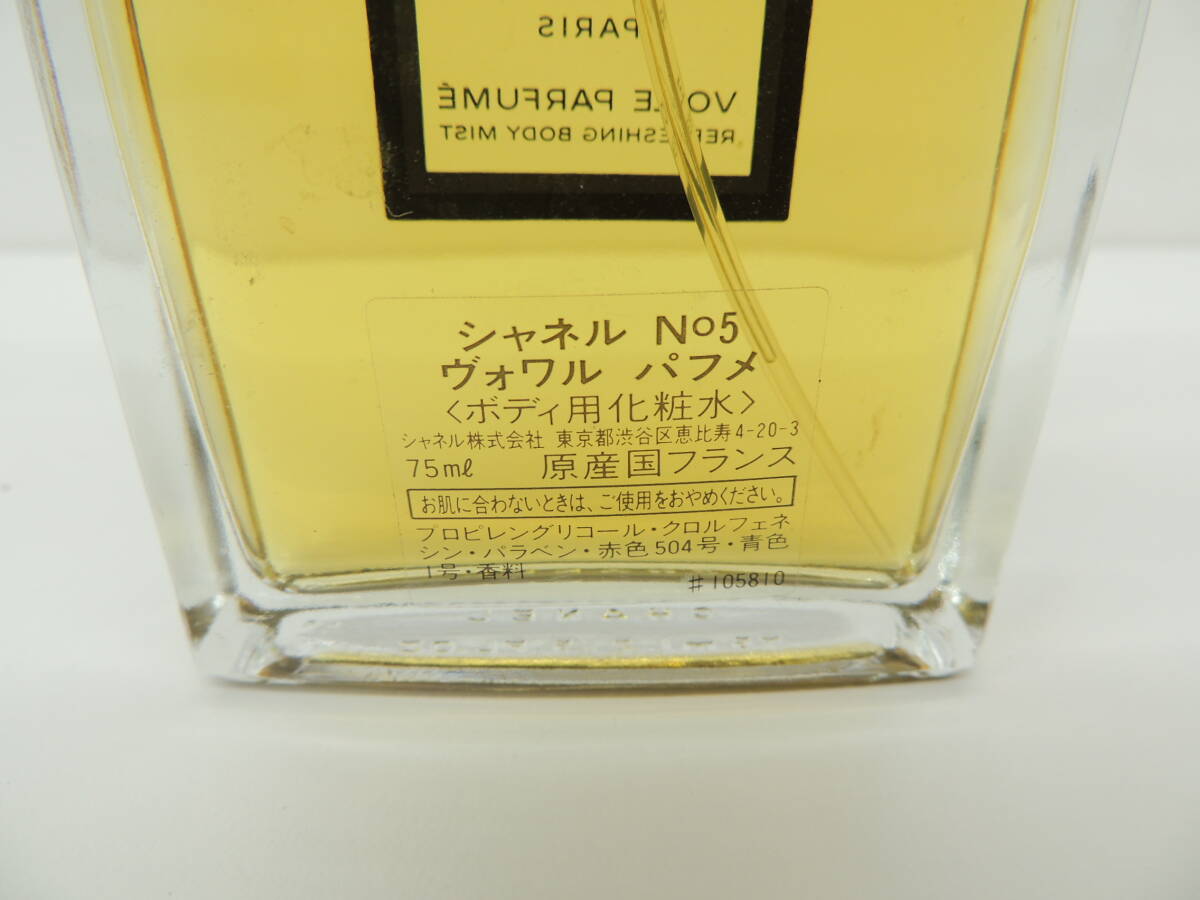 PARIS
VOILE PARFUMÉ
REFRESHING BODY MIST
シャネル No5
ヴォワル パフメ
〈ボディ用化粧水〉
シャネル株式会社 東京都渋谷区恵比寿4-20-3
75ml 原産国フランス
お肌に合わないときは、ご使用をおやめください。
プロピレングリコール・クロルフェネ
シン・パラベン・赤色504号・青色
1号・香料 #105810
CHANEL